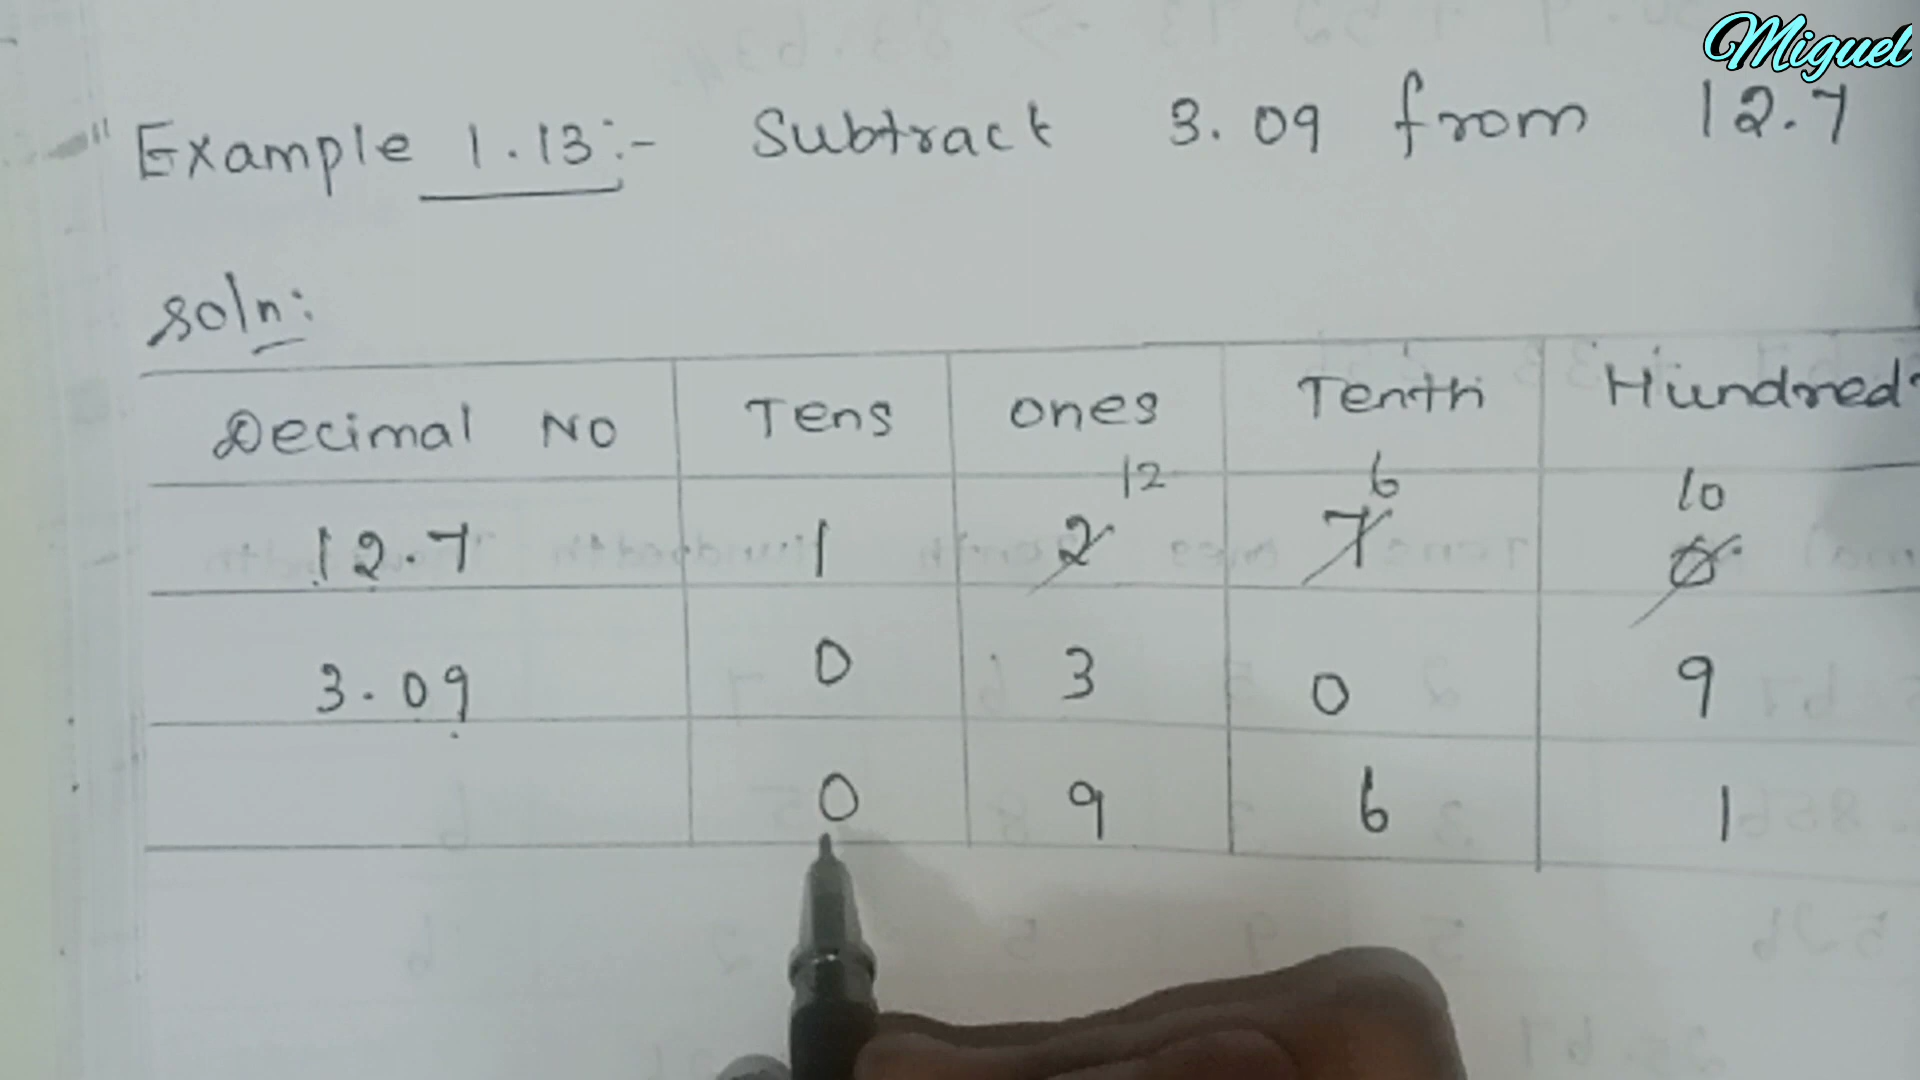 Miguel
Example 1.13:- Subtract 3.09 from 12.7
Soln:
Decimal NO Tens ones Tenth Hundred
12 6 10
12.7 1 2 7 0
3.09 0 3 0 9
0 9 6 1